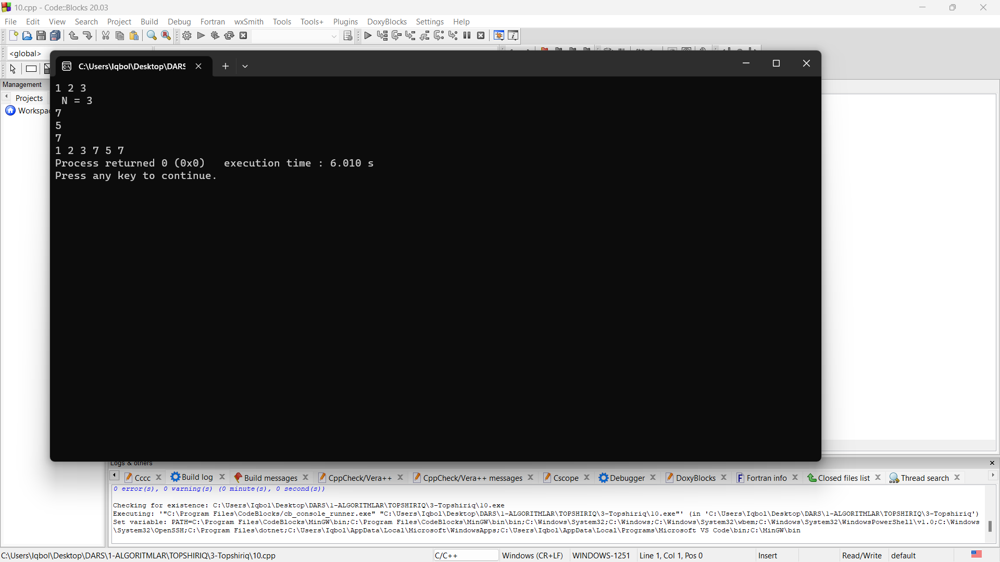 10.cpp - Code::Blocks 20.03
File Edit View Search Project Build Debug Fortran wxSmith Tools Tools+ Plugins DoxyBlocks Settings Help
<global>
C:\Users\Iqbol\Desktop\DARS
Management
Projects
1 2 3
N = 3
7
5
7
1 2 3 7 5 7
Process returned 0 (0x0)   execution time : 6.010 s
Press any key to continue.
Logs & others
Cccc Build log Build messages CppCheck/Vera++ CppCheck/Vera++ messages Cscope Debugger DoxyBlocks Fortran info Closed files list Thread search
0 error(s), 0 warning(s) (0 minute(s), 0 second(s))
Checking for existence: C:\Users\Iqbol\Desktop\DARS\1-ALGORITMLAR\TOPSHIRIQ\3-Topshiriq\10.exe
Executing: '"C:\Program Files\CodeBlocks/cb_console_runner.exe" "C:\Users\Iqbol\Desktop\DARS\1-ALGORITMLAR\TOPSHIRIQ\3-Topshiriq\10.exe"' (in 'C:\Users\Iqbol\Desktop\DARS\1-ALGORITMLAR\TOPSHIRIQ\3-Topshiriq')
Set variable: PATH=C:\Program Files\CodeBlocks\MinGW\bin;C:\Program Files\CodeBlocks\MinGW\bin\bin;C:\Windows\System32;C:\Windows;C:\Windows\System32\wbem;C:\Windows\System32\WindowsPowerShell\v1.0;C:\Windows
\System32\OpenSSH;C:\Program Files\dotnet;C:\Users\Iqbol\AppData\Local\Microsoft\WindowsApps;C:\Users\Iqbol\AppData\Local\Programs\Microsoft VS Code\bin;C:\MinGW\bin
C:\Users\Iqbol\Desktop\DARS\1-ALGORITMLAR\TOPSHIRIQ\3-Topshiriq\10.cpp C/C++ Windows (CR+LF) WINDOWS-1251 Line 1, Col 1, Pos 0 Insert Read/Write default